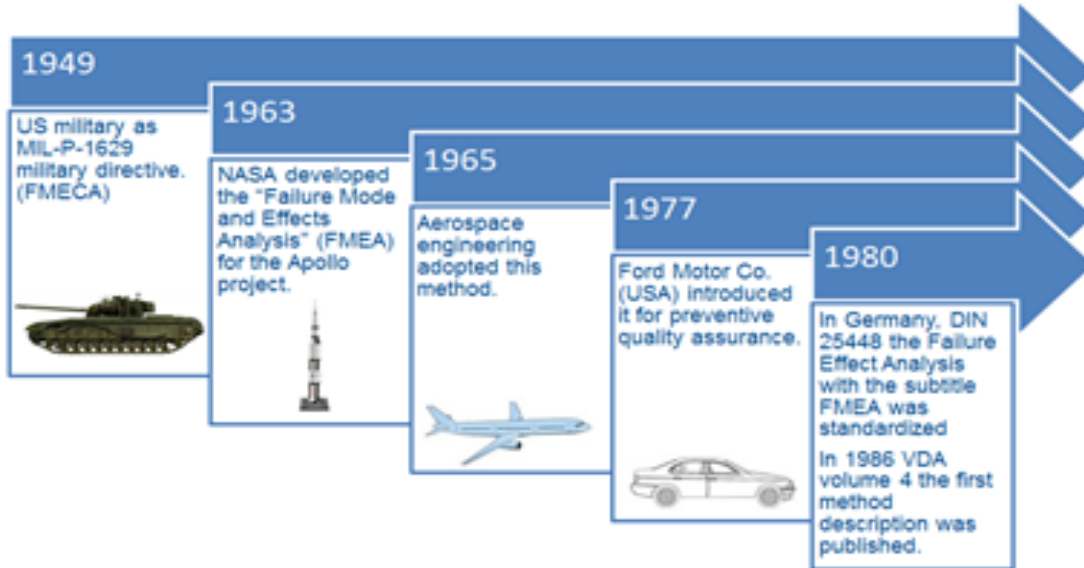 1949
US military as
MIL-P-1629
military directive.
(FMECA)
1963
NASA developed
the "Failure Mode
and Effects
Analysis" (FMEA)
for the Apollo
project.
1965
Aerospace
engineering
adopted this
method.
1977
Ford Motor Co.
(USA) introduced
it for preventive
quality assurance.
1980
In Germany, DIN
25448 the Failure
Effect Analysis
with the subtitle
FMEA was
standardized
In 1986 VDA
volume 4 the first
method
description was
published.